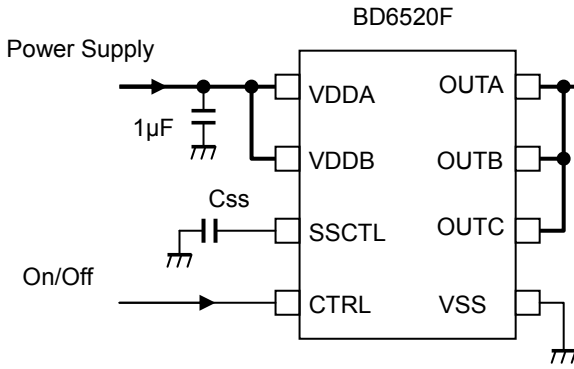 BD6520F
Power Supply
VDDA
OUTA
1µF
VDDB
OUTB
Css
SSCTL
OUTC
On/Off
CTRL
VSS